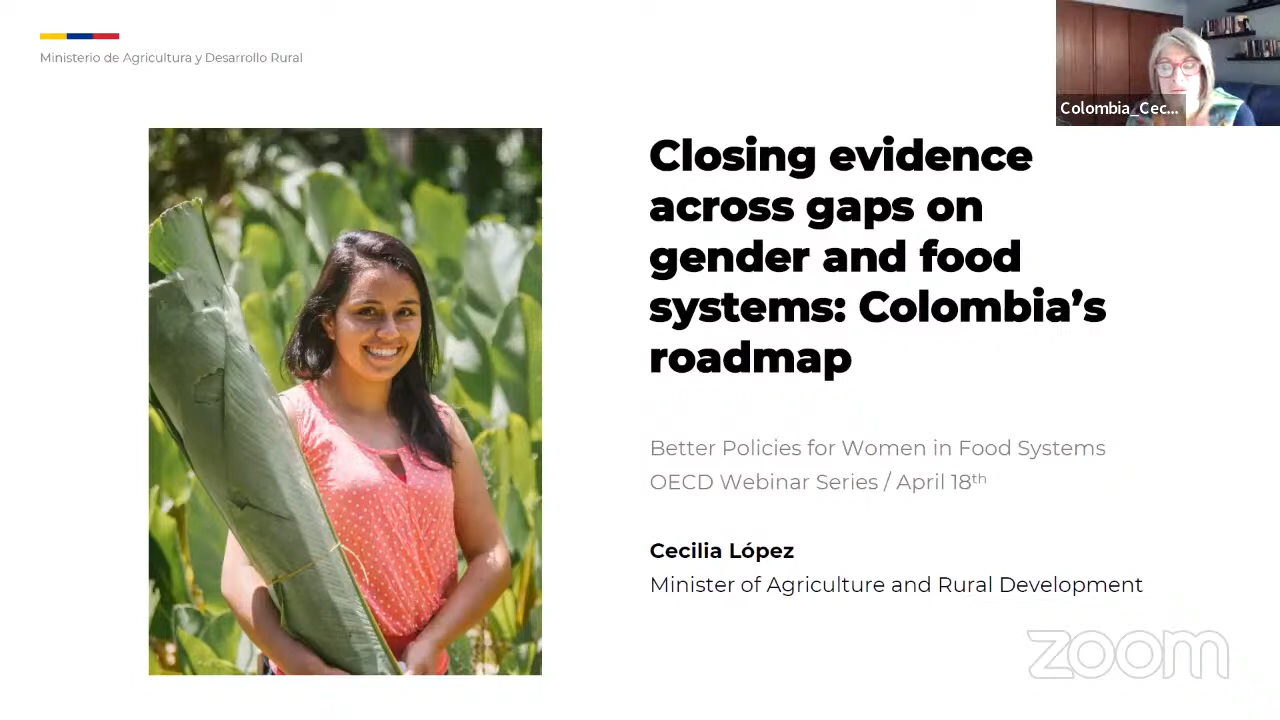 Ministerio de Agricultura y Desarrollo Rural
Colombia_Cec...
Closing evidence
across gaps on
gender and food
systems: Colombia’s
roadmap
Better Policies for Women in Food Systems
OECD Webinar Series / April 18th
Cecilia López
Minister of Agriculture and Rural Development
zoom